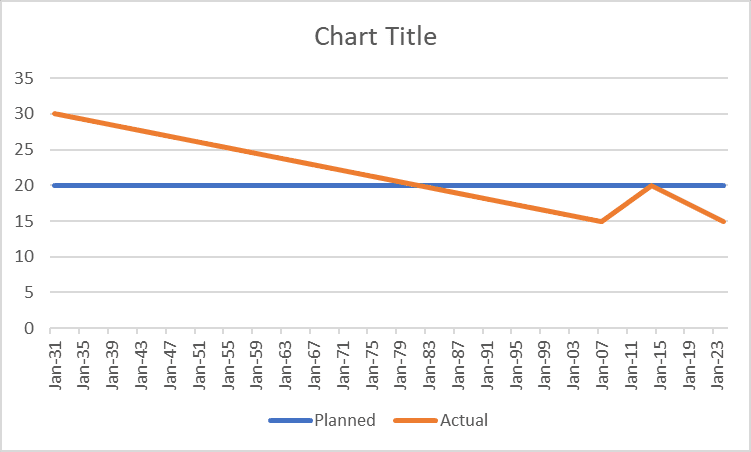 Chart Title
35
30
25
20
15
10
5
0
Jan-31 Jan-35 Jan-39 Jan-43 Jan-47 Jan-51 Jan-55 Jan-59 Jan-63 Jan-67 Jan-71 Jan-75 Jan-79 Jan-83 Jan-87 Jan-91 Jan-95 Jan-99 Jan-03 Jan-07 Jan-11 Jan-15 Jan-19 Jan-23
Planned Actual